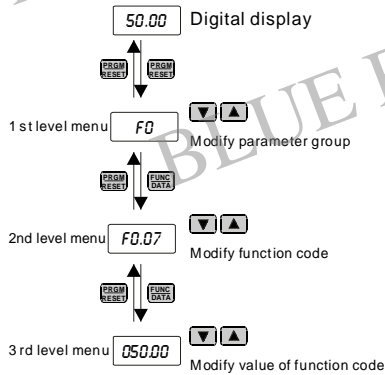 50.00 Digital display
PRGM RESET PRGM RESET
1 st level menu F0
Modify parameter group
PRGM RESET FUNC DATA
2nd level menu F0.07
Modify function code
PRGM RESET FUNC DATA
3 rd level menu 050.00
Modify value of function code
BLUE